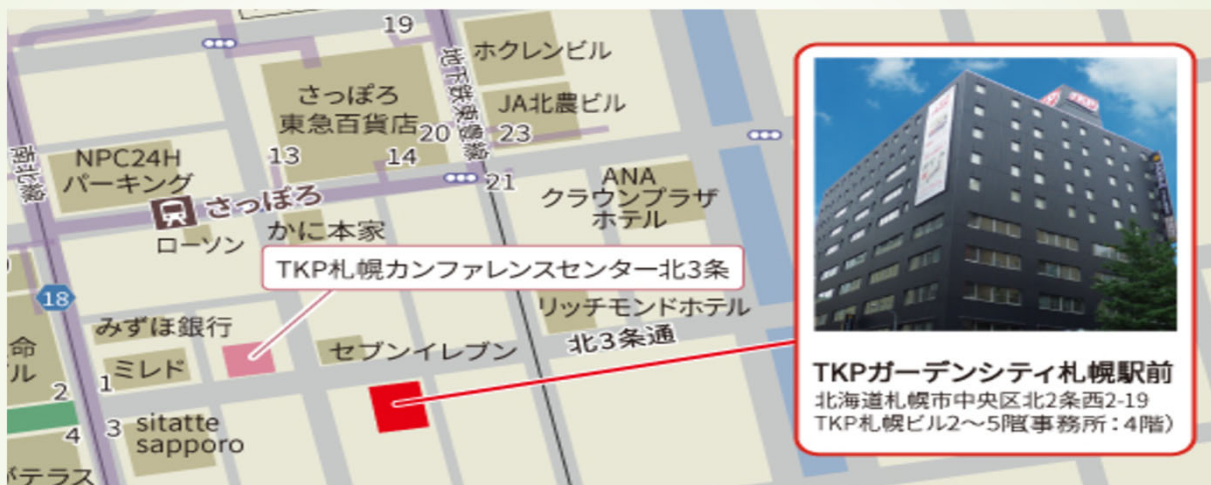 19
地下鉄東豊線
ホクレンビル
さっぽろ
東急百貨店
JA北農ビル
20
23
13
14
21
南北線
NPC24H
パーキング
さっぽろ
ローソン
かに本家
ANA
クラウンプラザ
ホテル
TKP札幌カンファレンスセンター北3条
18
みずほ銀行
ミレド
セブンイレブン
リッチモンドホテル
北3条通
命
ル
2
1
4
3
sitatte
sapporo
テラス
TKP
TKPガーデンシティ札幌駅前
北海道札幌市中央区北2条西2-19
TKP札幌ビル2〜5階(事務所：4階)